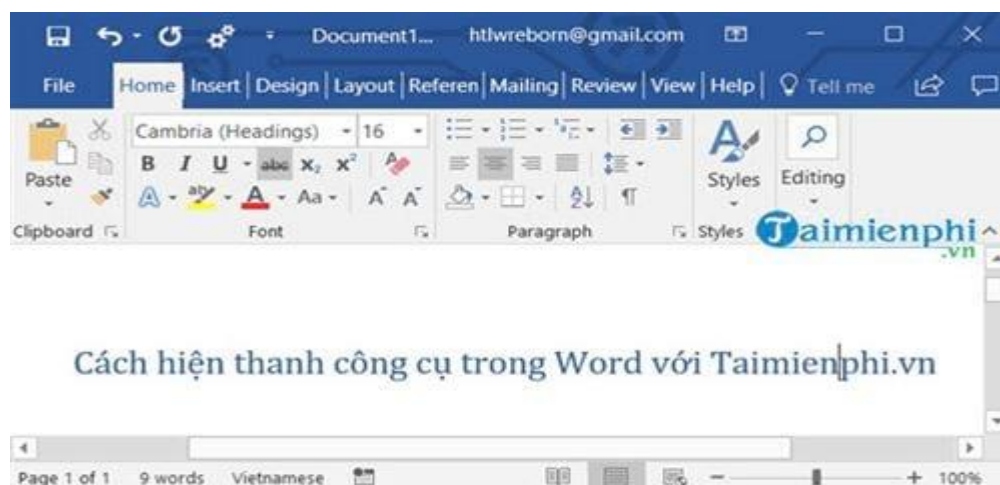 Document1... htlwreborn@gmail.com
File Home Insert Design Layout Referen Mailing Review View Help Tell me
Cambria (Headings) 16
B I U abc X₂ X²
Paste
aby A Aa A A
Styles Editing
Clipboard Font Paragraph Styles
Taimienphi
.vn
Cách hiện thanh công cụ trong Word với Taimienphi.vn
Page 1 of 1 9 words Vietnamese 100%